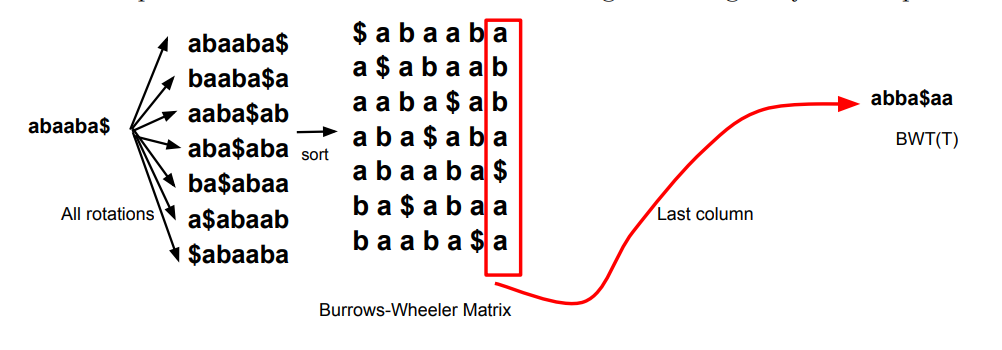 abaaba$
All rotations
abaaba$
baaba$a
aaba$ab
aba$aba
ba$abaa
a$abaab
$abaaba
sort
$ a b a a b a
a $ a b a a b
a a b a $ a b
a b a $ a b a
a b a a b a $
b a $ a b a a
b a a b a $ a
Burrows-Wheeler Matrix
Last column
abba$aa
BWT(T)